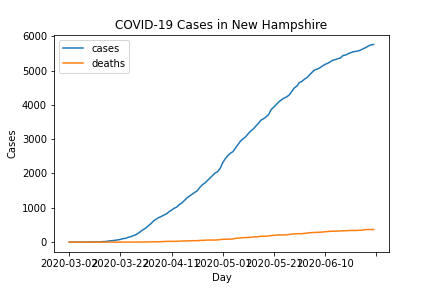 COVID-19 Cases in New Hampshire
cases
deaths
6000
5000
4000
3000
2000
1000
0
Cases
2020-03-02
2020-03-22
2020-04-11
2020-05-01
2020-05-21
2020-06-10
Day